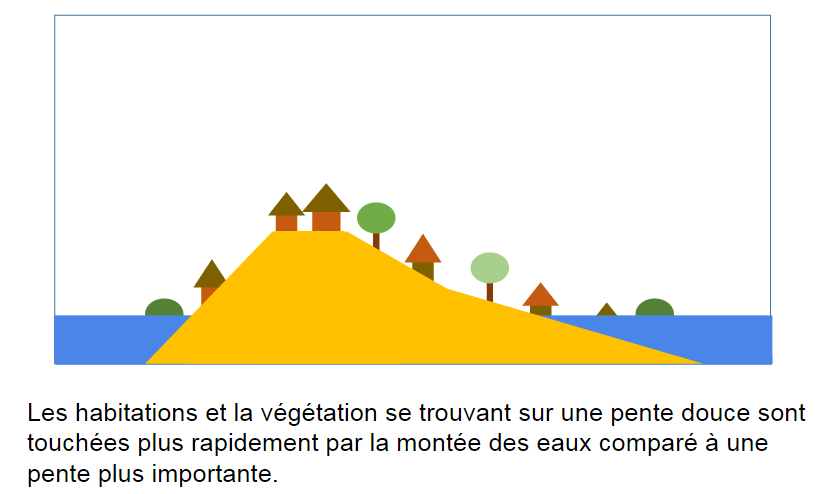 Les habitations et la végétation se trouvant sur une pente douce sont
touchées plus rapidement par la montée des eaux comparé à une
pente plus importante.